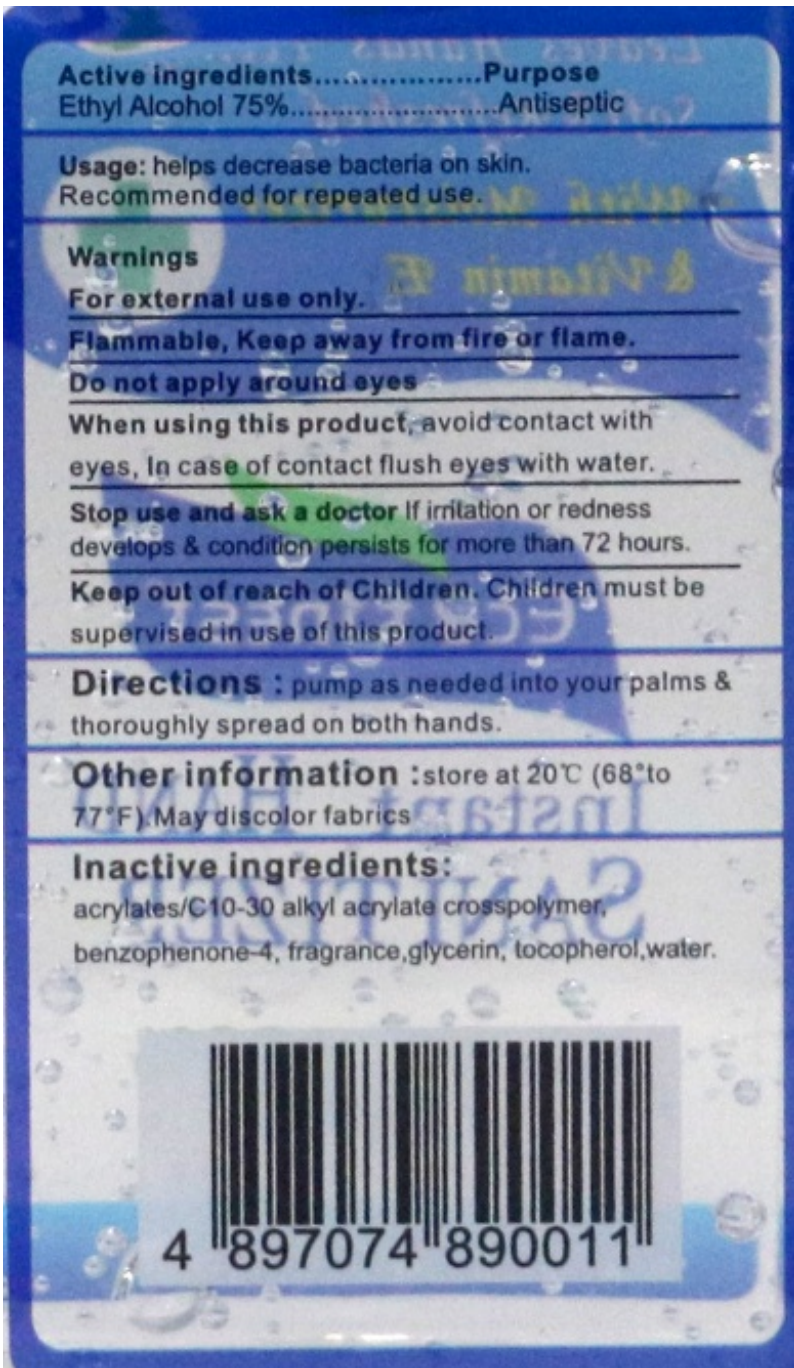 Active ingredients..................Purpose
Ethyl Alcohol 75%..........................Antiseptic
Usage: helps decrease bacteria on skin.
Recommended for repeated use.
Warnings
For external use only.
Flammable, Keep away from fire or flame.
Do not apply around eyes
When using this product, avoid contact with
eyes, In case of contact flush eyes with water.
Stop use and ask a doctor If irritation or redness
develops & condition persists for more than 72 hours.
Keep out of reach of Children. Children must be
supervised in use of this product.
Directions : pump as needed into your palms &
thoroughly spread on both hands.
Other information :store at 20℃ (68°to
77°F).May discolor fabrics
Inactive ingredients:
acrylates/C10-30 alkyl acrylate crosspolymer,
benzophenone-4, fragrance,glycerin, tocopherol,water.
4 897074 890011